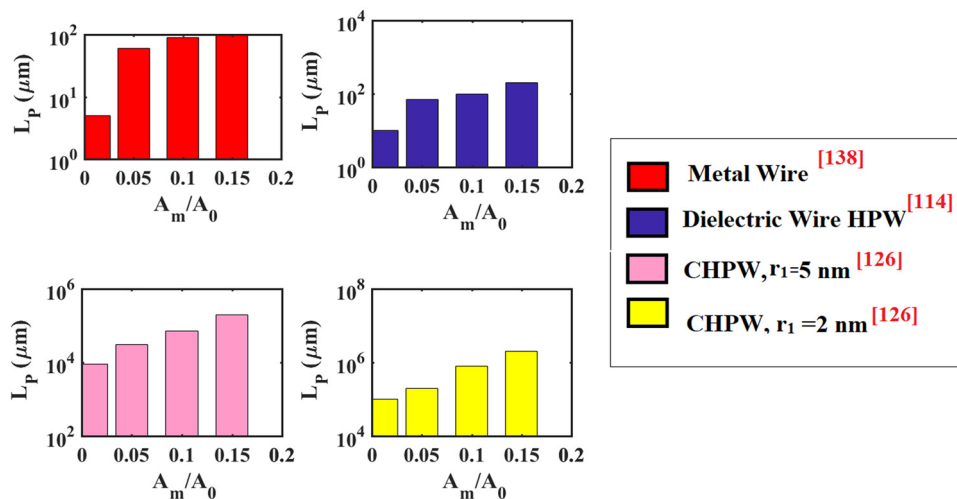 10^2
10^1
10^0
L_P (μm)
0 0.05 0.1 0.15 0.2
A_m/A_0
10^4
10^2
10^0
L_P (μm)
0 0.05 0.1 0.15 0.2
A_m/A_0
Metal Wire [138]
Dielectric Wire HPW [114]
CHPW, r_1=5 nm [126]
CHPW, r_1 =2 nm [126]
10^6
10^4
10^2
L_P (μm)
0 0.05 0.1 0.15 0.2
A_m/A_0
10^8
10^6
10^4
L_P (μm)
0 0.05 0.1 0.15 0.2
A_m/A_0